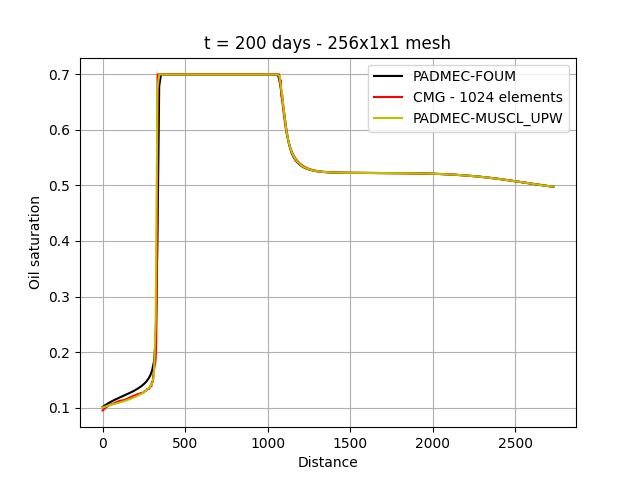 t = 200 days - 256x1x1 mesh
PADMEC-FOUM
CMG - 1024 elements
PADMEC-MUSCL_UPW
Oil saturation
0.7
0.6
0.5
0.4
0.3
0.2
0.1
0 500 1000 1500 2000 2500
Distance